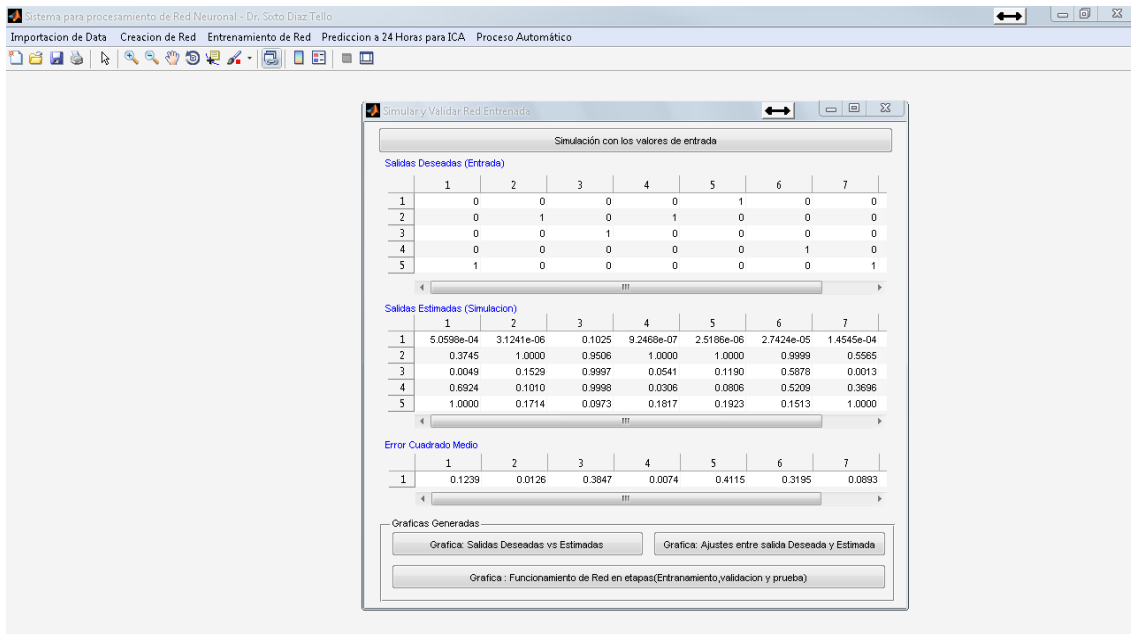 Sistema para procesamiento de Red Neuronal - Dr. Sixto Diaz Tello
Importacion de Data Creacion de Red Entrenamiento de Red Prediccion a 24 Horas para ICA Proceso Automático
Simular y Validar Red Entrenada
Simulación con los valores de entrada
Salidas Deseadas (Entrada)
1 2 3 4 5 6 7
1 0 0 0 0 1 0 0
2 0 1 0 1 0 0 0
3 0 0 1 0 0 0 0
4 0 0 0 0 0 1 0
5 1 0 0 0 0 0 1
Salidas Estimadas (Simulacion)
1 2 3 4 5 6 7
1 5.0598e-04 3.1241e-06 0.1025 9.2468e-07 2.5186e-06 2.7424e-05 1.4545e-04
2 0.3745 1.0000 0.9506 1.0000 1.0000 0.9999 0.5565
3 0.0049 0.1529 0.9997 0.0541 0.1190 0.5878 0.0013
4 0.6924 0.1010 0.9998 0.0306 0.0806 0.5209 0.3696
5 1.0000 0.1714 0.0973 0.1817 0.1923 0.1513 1.0000
Error Cuadrado Medio
1 2 3 4 5 6 7
1 0.1239 0.0126 0.3847 0.0074 0.4115 0.3195 0.0893
Graficas Generadas
Grafica: Salidas Deseadas vs Estimadas Grafica: Ajustes entre salida Deseada y Estimada
Grafica : Funcionamiento de Red en etapas(Entranamiento,validacion y prueba)